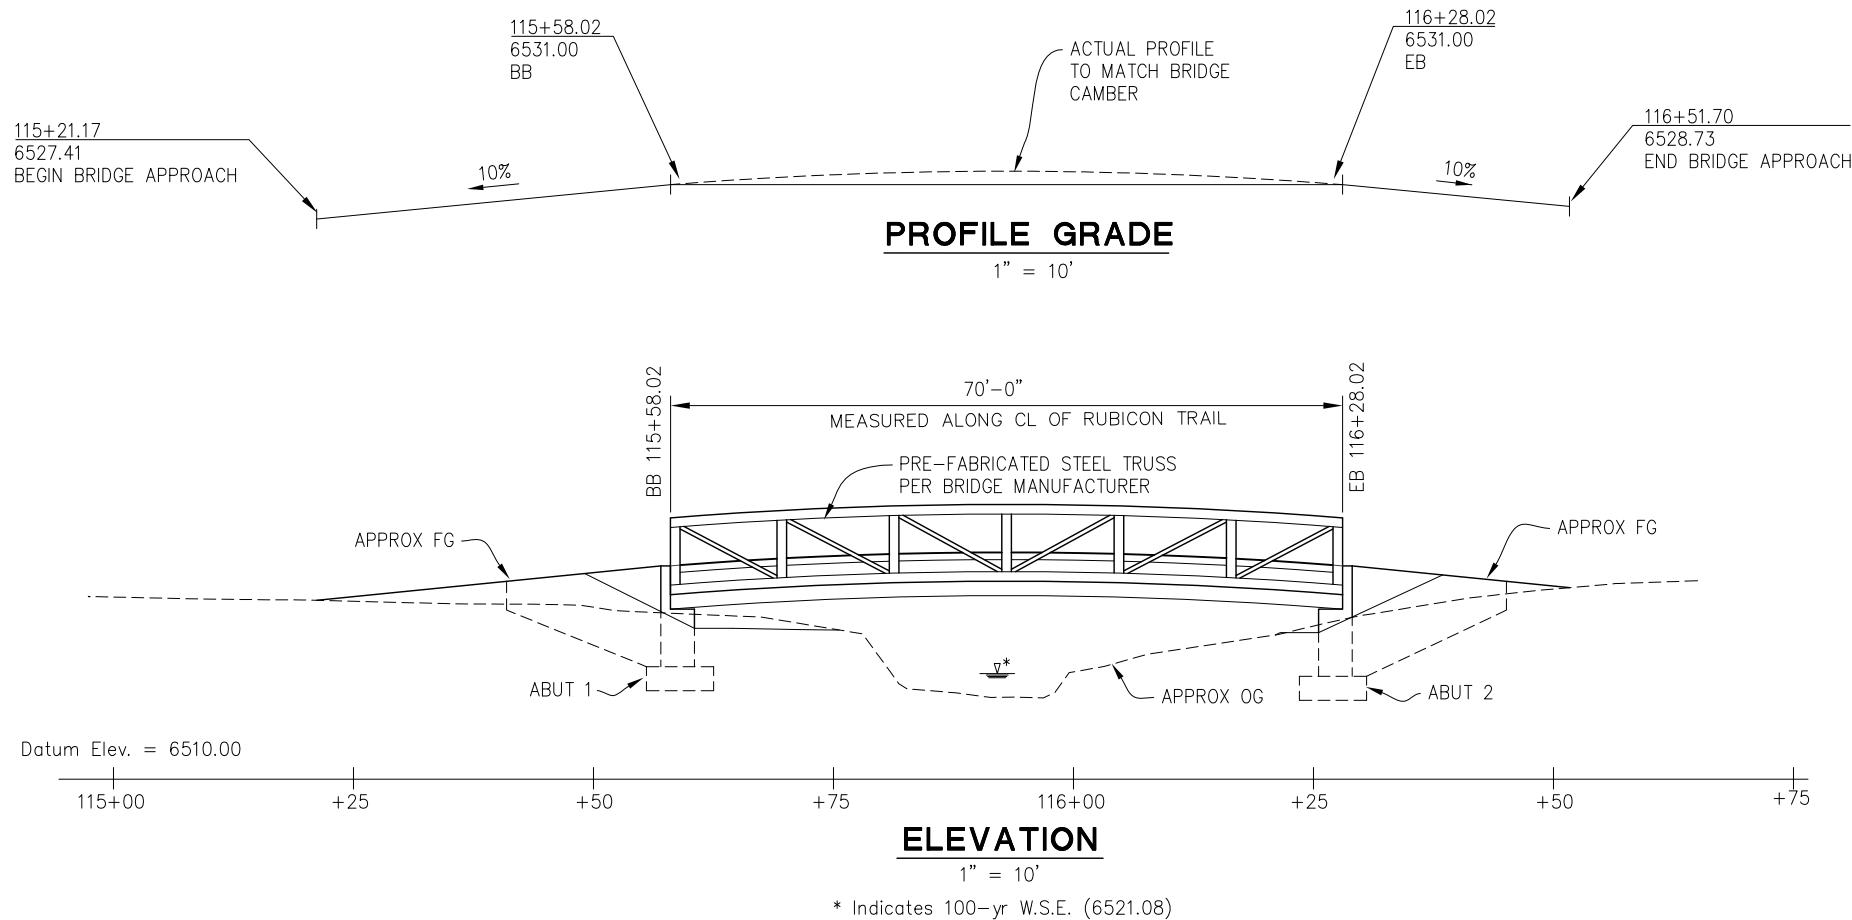 115+58.02
6531.00
BB
116+28.02
6531.00
EB
ACTUAL PROFILE
TO MATCH BRIDGE
CAMBER
115+21.17
6527.41
BEGIN BRIDGE APPROACH
116+51.70
6528.73
END BRIDGE APPROACH
10%
10%
PROFILE GRADE
1" = 10'
BB 115+58.02
70'-0"
MEASURED ALONG CL OF RUBICON TRAIL
EB 116+28.02
PRE-FABRICATED STEEL TRUSS
PER BRIDGE MANUFACTURER
APPROX FG
APPROX FG
*
ABUT 1
APPROX OG
ABUT 2
Datum Elev. = 6510.00
115+00
+25
+50
+75
116+00
+25
+50
+75
ELEVATION
1" = 10'
* Indicates 100-yr W.S.E. (6521.08)